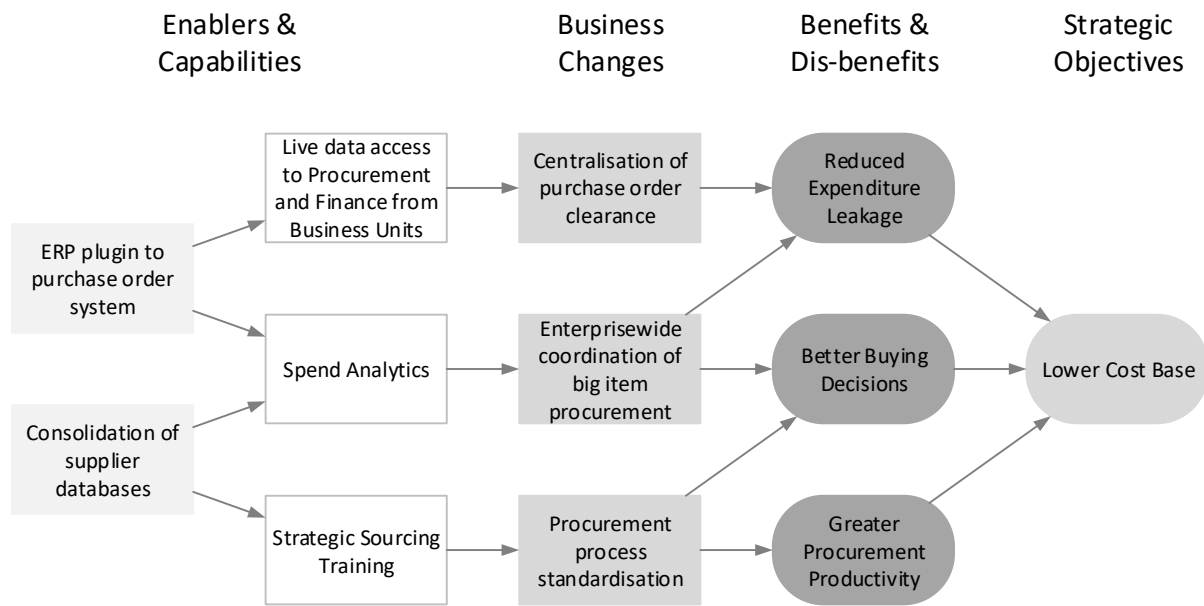 Enablers &
Capabilities
Business
Changes
Benefits &
Dis-benefits
Strategic
Objectives
Live data access
to Procurement
and Finance from
Business Units
Centralisation of
purchase order
clearance
Reduced
Expenditure
Leakage
ERP plugin to
purchase order
system
Spend Analytics
Enterprisewide
coordination of
big item
procurement
Better Buying
Decisions
Lower Cost Base
Consolidation of
supplier
databases
Strategic Sourcing
Training
Procurement
process
standardisation
Greater
Procurement
Productivity